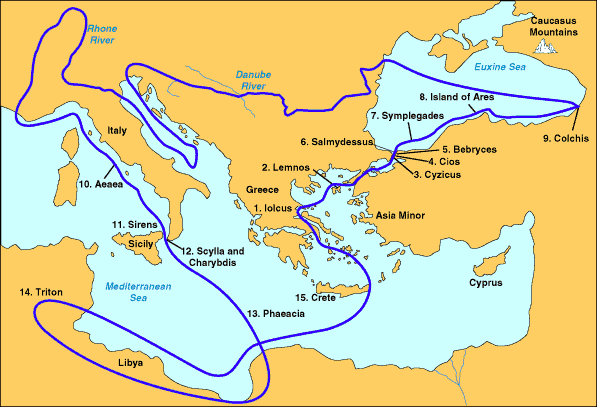 Rhone
River
Caucasus
Mountains
Euxine Sea
Danube
River
8. Island of Ares
7. Symplegades
Italy
6. Salmydessus
9. Colchis
5. Bebryces
4. Cios
2. Lemnos
3. Cyzicus
10. Aeaea
Greece
1. Iolcus
Asia Minor
11. Sirens
Sicily
12. Scylla and
Charybdis
Mediterranean
Sea
14. Triton
15. Crete
Cyprus
13. Phaeacia
Libya